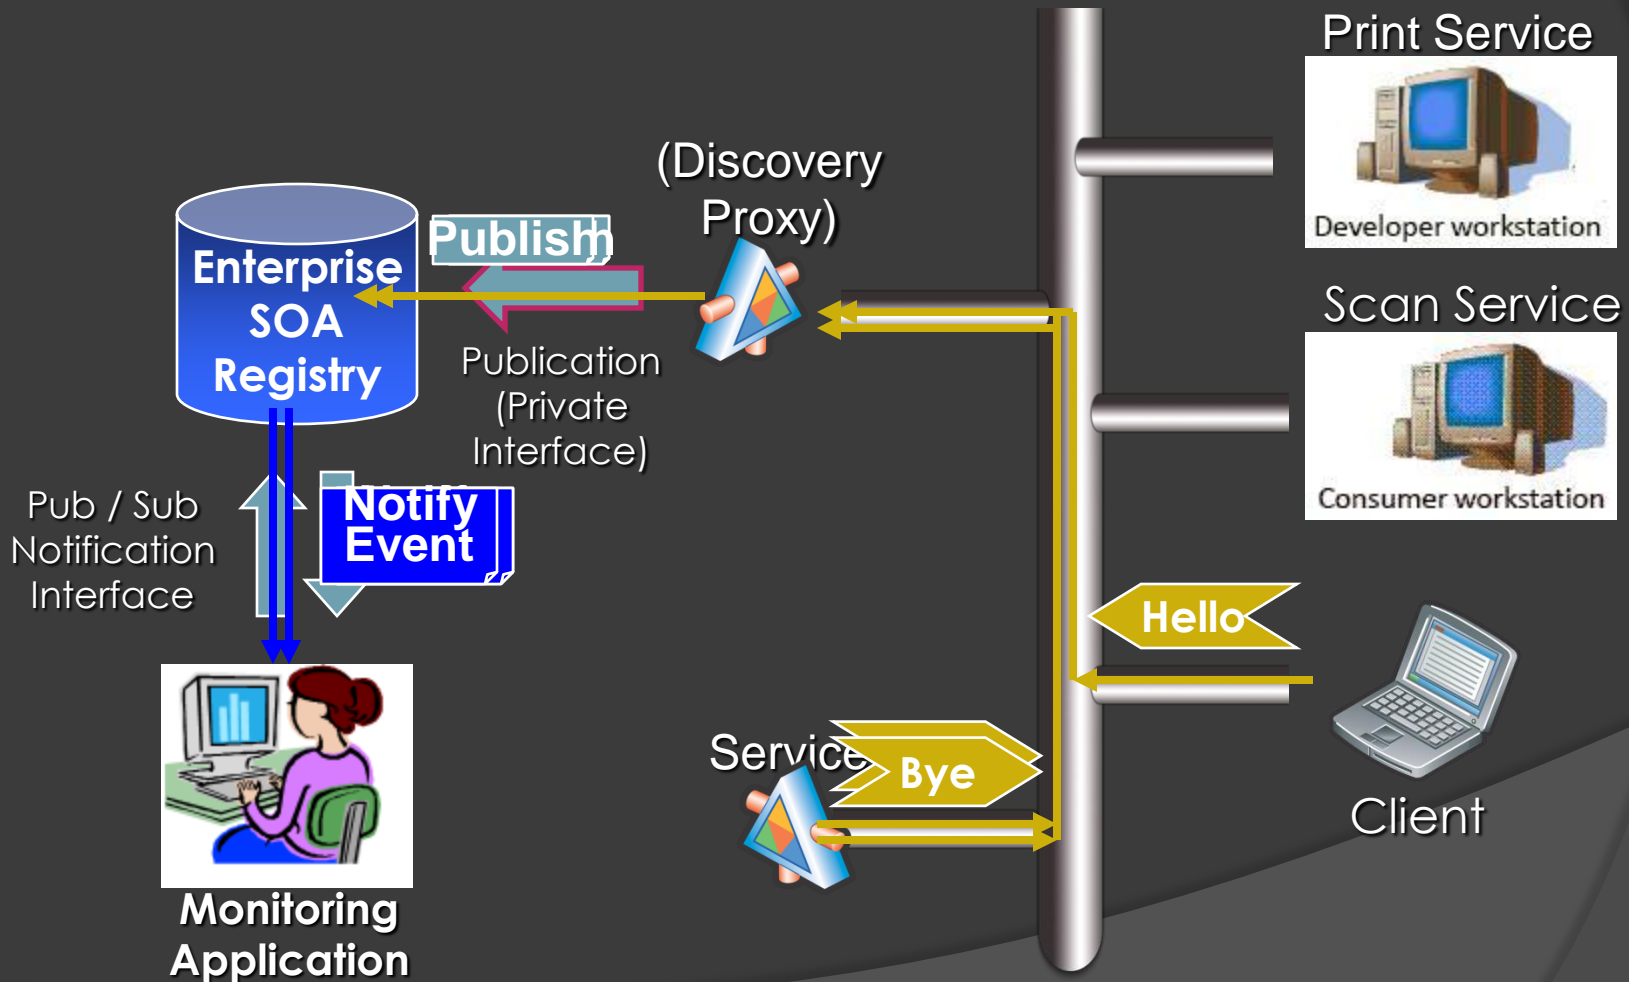 Print Service
Developer workstation
(Discovery
Proxy)
Publish
Enterprise
SOA
Registry
Publication
(Private
Interface)
Scan Service
Consumer workstation
Pub / Sub
Notification
Interface
Notify
Event
Hello
Service
Bye
Client
Monitoring
Application